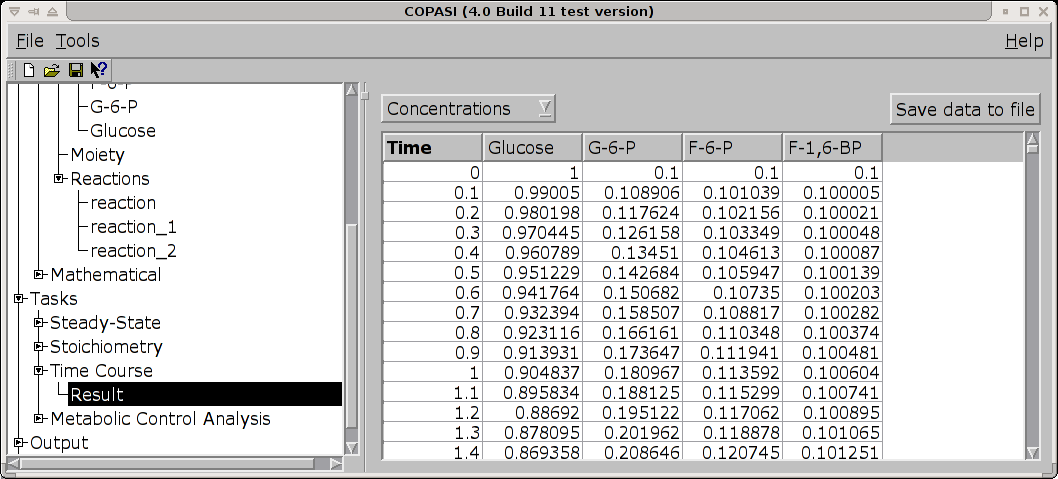 COPASI (4.0 Build 11 test version)
File Tools Help
G-6-P
Glucose
Moiety
Reactions
reaction
reaction_1
reaction_2
Mathematical
Tasks
Steady-State
Stoichiometry
Time Course
Result
Metabolic Control Analysis
Output
Concentrations Save data to file
Time Glucose G-6-P F-6-P F-1,6-BP
0 1 0.1 0.1 0.1
0.1 0.99005 0.108906 0.101039 0.100005
0.2 0.980198 0.117624 0.102156 0.100021
0.3 0.970445 0.126158 0.103349 0.100048
0.4 0.960789 0.13451 0.104613 0.100087
0.5 0.951229 0.142684 0.105947 0.100139
0.6 0.941764 0.150682 0.10735 0.100203
0.7 0.932394 0.158507 0.108817 0.100282
0.8 0.923116 0.166161 0.110348 0.100374
0.9 0.913931 0.173647 0.111941 0.100481
1 0.904837 0.180967 0.113592 0.100604
1.1 0.895834 0.188125 0.115299 0.100741
1.2 0.88692 0.195122 0.117062 0.100895
1.3 0.878095 0.201962 0.118878 0.101065
1.4 0.869358 0.208646 0.120745 0.101251